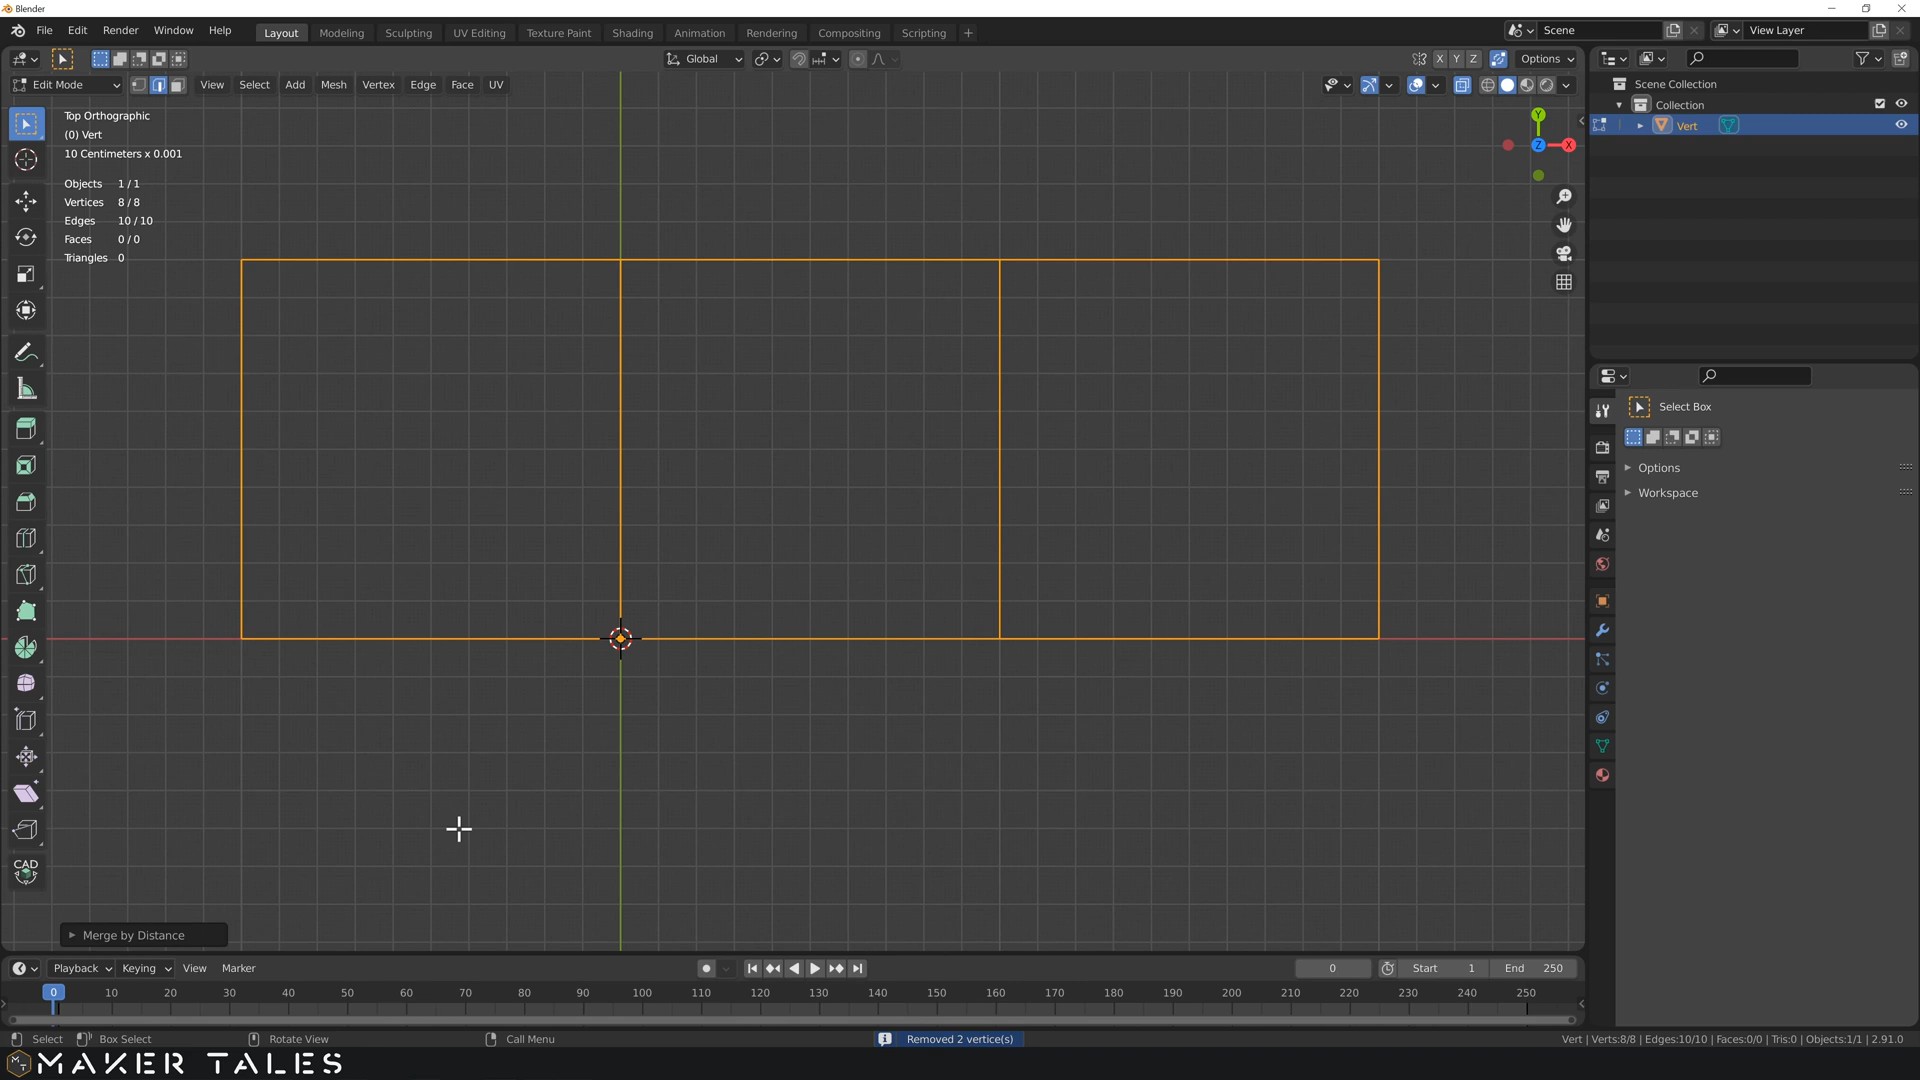 Blender
File Edit Render Window Help
Layout Modeling Sculpting UV Editing Texture Paint Shading Animation Rendering Compositing Scripting +
Scene
View Layer
Global
X Y Z
Options
Edit Mode
View Select Add Mesh Vertex Edge Face UV
Top Orthographic
(0) Vert
10 Centimeters x 0.001
Objects 1/1
Vertices 8/8
Edges 10/10
Faces 0/0
Triangles 0
Y
Z
X
Scene Collection
Collection
Vert
Select Box
Options
Workspace
CAD
Merge by Distance
Playback Keying View Marker
0
Start 1
End 250
0 10 20 30 40 50 60 70 80 90 100 110 120 130 140 150 160 170 180 190 200 210 220 230 240 250
Select Box Select Rotate View Call Menu
Removed 2 vertice(s)
Vert | Verts:8/8 | Edges:10/10 | Faces:0/0 | Tris:0 | Objects:1/1 | 2.91.0
MAKER TALES